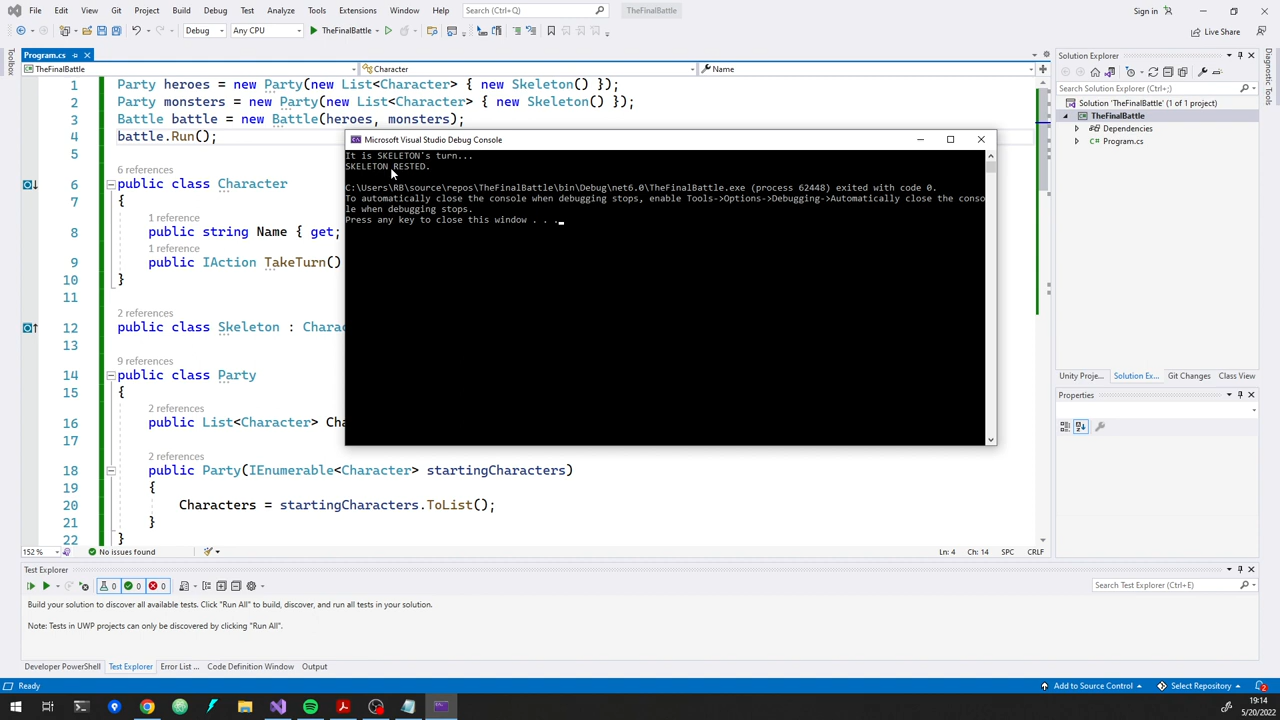 File Edit View Git Project Build Debug Test Analyze Tools Extensions Window Help Search (Ctrl+Q) TheFinalBattle Sign in
Debug Any CPU TheFinalBattle Live Share
Toolbox
Program.cs
TheFinalBattle Character Name
1 Party heroes = new Party(new List<Character> { new Skeleton() });
2 Party monsters = new Party(new List<Character> { new Skeleton() });
3 Battle battle = new Battle(heroes, monsters);
4 battle.Run();
5
6 references
6 public class Character
7 {
1 reference
8 public string Name { get;
1 reference
9 public IAction TakeTurn()
10 }
11
2 references
12 public class Skeleton : Charac
13
9 references
14 public class Party
15 {
2 references
16 public List<Character> Cha
17
2 references
18 public Party(IEnumerable<Character> startingCharacters)
19 {
20 Characters = startingCharacters.ToList();
21 }
22 }
Microsoft Visual Studio Debug Console
It is SKELETON's turn...
SKELETON RESTED.
C:\Users\RB\source\repos\TheFinalBattle\bin\Debug\net6.0\TheFinalBattle.exe (process 62448) exited with code 0.
To automatically close the console when debugging stops, enable Tools->Options->Debugging->Automatically close the conso
le when debugging stops.
Press any key to close this window . . .
152 % No issues found Ln: 4 Ch: 14 SPC CRLF
Solution Explorer
Search Solution Explorer (Ctrl+;)
Solution 'TheFinalBattle' (1 of 1 project)
TheFinalBattle
Dependencies
Program.cs
Unity Proje... Solution Ex... Git Changes Class View
Properties
Diagnostic Tools
Test Explorer
0 0 0 Search Test Explorer (Ctrl+E)
Build your solution to discover all available tests. Click "Run All" to build, discover, and run all tests in your solution.
Note: Tests in UWP projects can only be discovered by clicking "Run All".
Developer PowerShell Test Explorer Error List ... Code Definition Window Output
Ready Add to Source Control Select Repository 2
19:14
5/20/2022